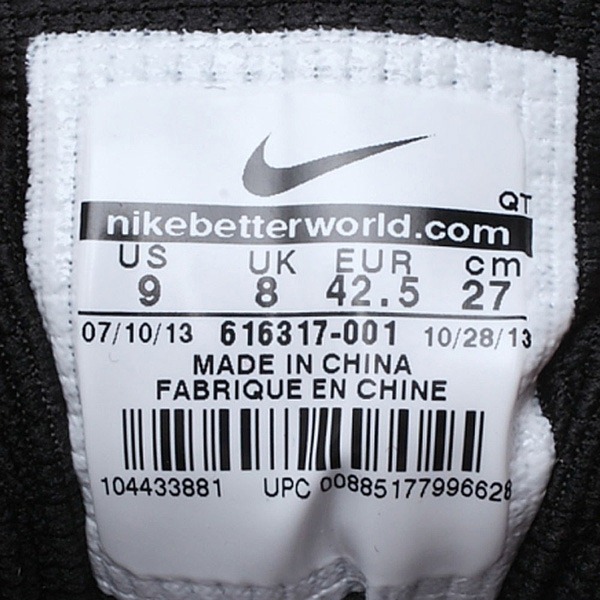 QT
nikebetterworld.com
US UK EUR cm
9 8 42.5 27
07/10/13 616317-001 10/28/13
MADE IN CHINA
FABRIQUE EN CHINE
104433881 UPC 00885177996628